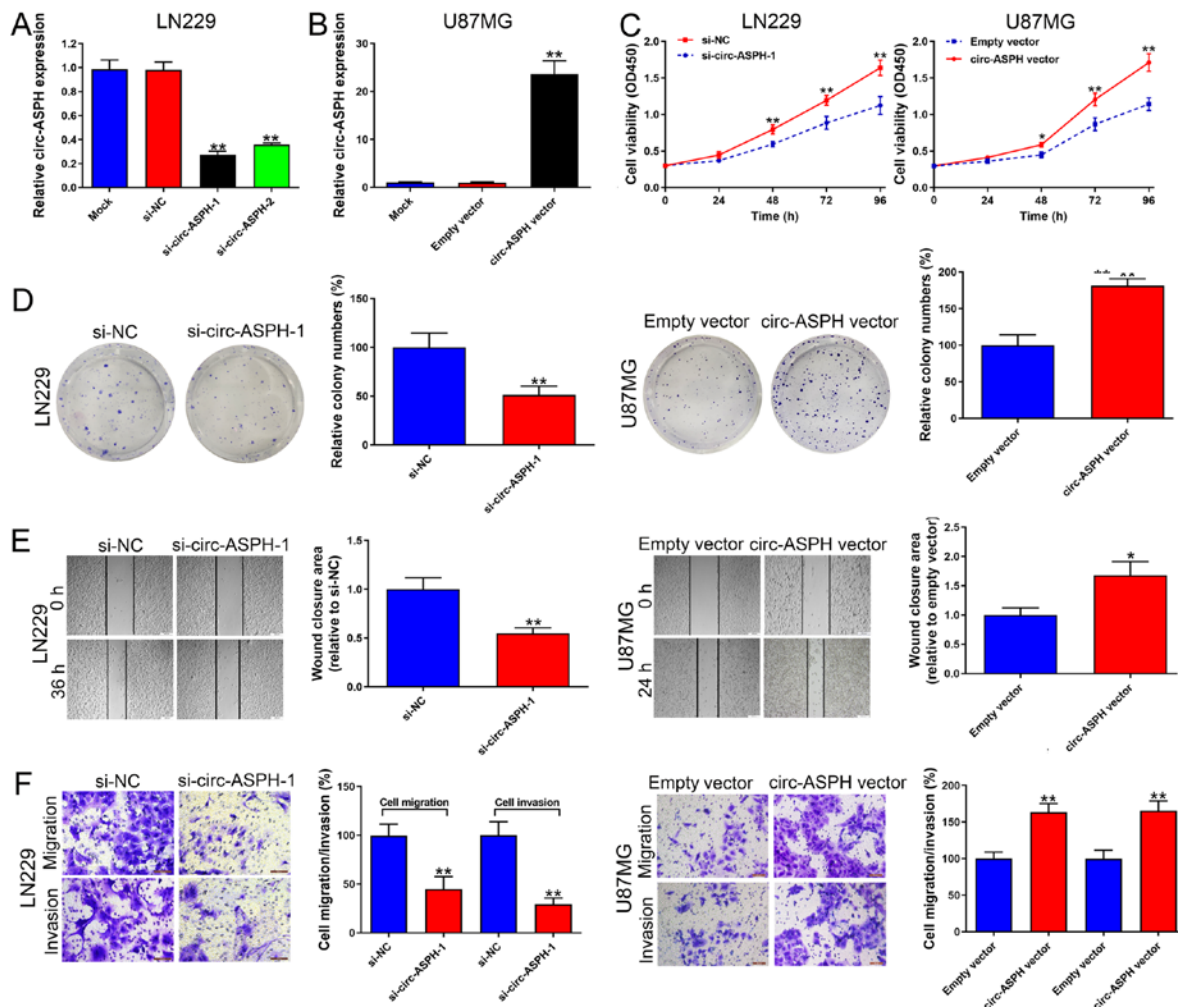 A
LN229
Relative circ-ASPH expression
1.2
1.0
0.8
0.6
0.4
0.2
0.0
**
**
Mock
si-NC
si-circ-ASPH-1
si-circ-ASPH-2
B
U87MG
Relative circ-ASPH expression
30
20
10
0
**
Mock
Empty vector
circ-ASPH vector
C
LN229
si-NC
si-circ-ASPH-1
Cell viability (OD450)
2.0
1.5
1.0
0.5
0.0
**
**
**
0
24
48
72
96
Time (h)
U87MG
Empty vector
circ-ASPH vector
Cell viability (OD450)
2.0
1.5
1.0
0.5
0.0
*
**
**
0
24
48
72
96
Time (h)
D
LN229
si-NC
si-circ-ASPH-1
Relative colony numbers (%)
150
100
50
0
**
si-NC
si-circ-ASPH-1
U87MG
Empty vector
circ-ASPH vector
Relative colony numbers (%)
200
150
100
50
0
** **
Empty vector
circ-ASPH vector
E
LN229
si-NC
si-circ-ASPH-1
0 h
36 h
Wound closure area
(relative to si-NC)
1.5
1.0
0.5
0.0
**
si-NC
si-circ-ASPH-1
U87MG
Empty vector
circ-ASPH vector
0 h
24 h
Wound closure area
(relative to empty vector)
2.5
2.0
1.5
1.0
0.5
0.0
*
Empty vector
circ-ASPH vector
F
LN229
si-NC
si-circ-ASPH-1
Migration
Invasion
Cell migration/invasion (%)
150
100
50
0
Cell migration
Cell invasion
**
**
si-NC
si-circ-ASPH-1
si-NC
si-circ-ASPH-1
U87MG
Empty vector
circ-ASPH vector
Migration
Invasion
Cell migration/invasion (%)
200
150
100
50
0
**
**
Empty vector
circ-ASPH vector
Empty vector
circ-ASPH vector